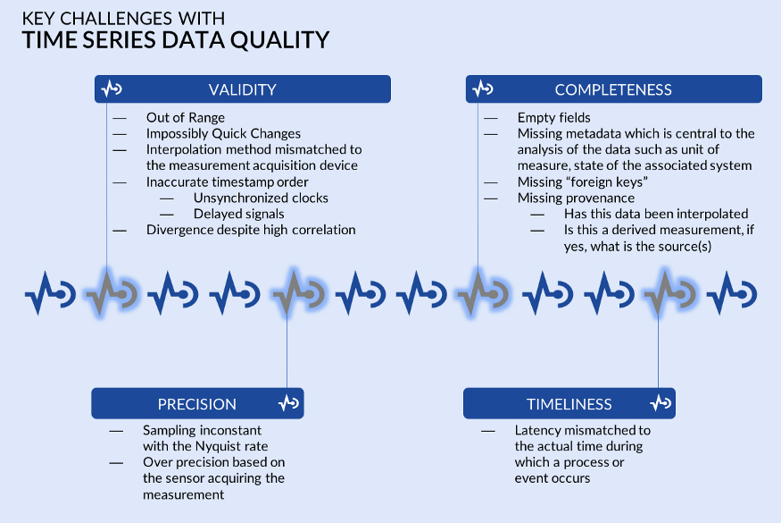 KEY CHALLENGES WITH
TIME SERIES DATA QUALITY
VALIDITY
— Out of Range
— Impossibly Quick Changes
— Interpolation method mismatched to
the measurement acquisition device
— Inaccurate timestamp order
— Unsynchronized clocks
— Delayed signals
— Divergence despite high correlation
COMPLETENESS
— Empty fields
— Missing metadata which is central to the
analysis of the data such as unit of
measure, state of the associated system
— Missing “foreign keys”
— Missing provenance
— Has this data been interpolated
— Is this a derived measurement, if
yes, what is the source(s)
PRECISION
— Sampling inconstant
with the Nyquist rate
— Over precision based on
the sensor acquiring the
measurement
TIMELINESS
— Latency mismatched to
the actual time during
which a process or
event occurs